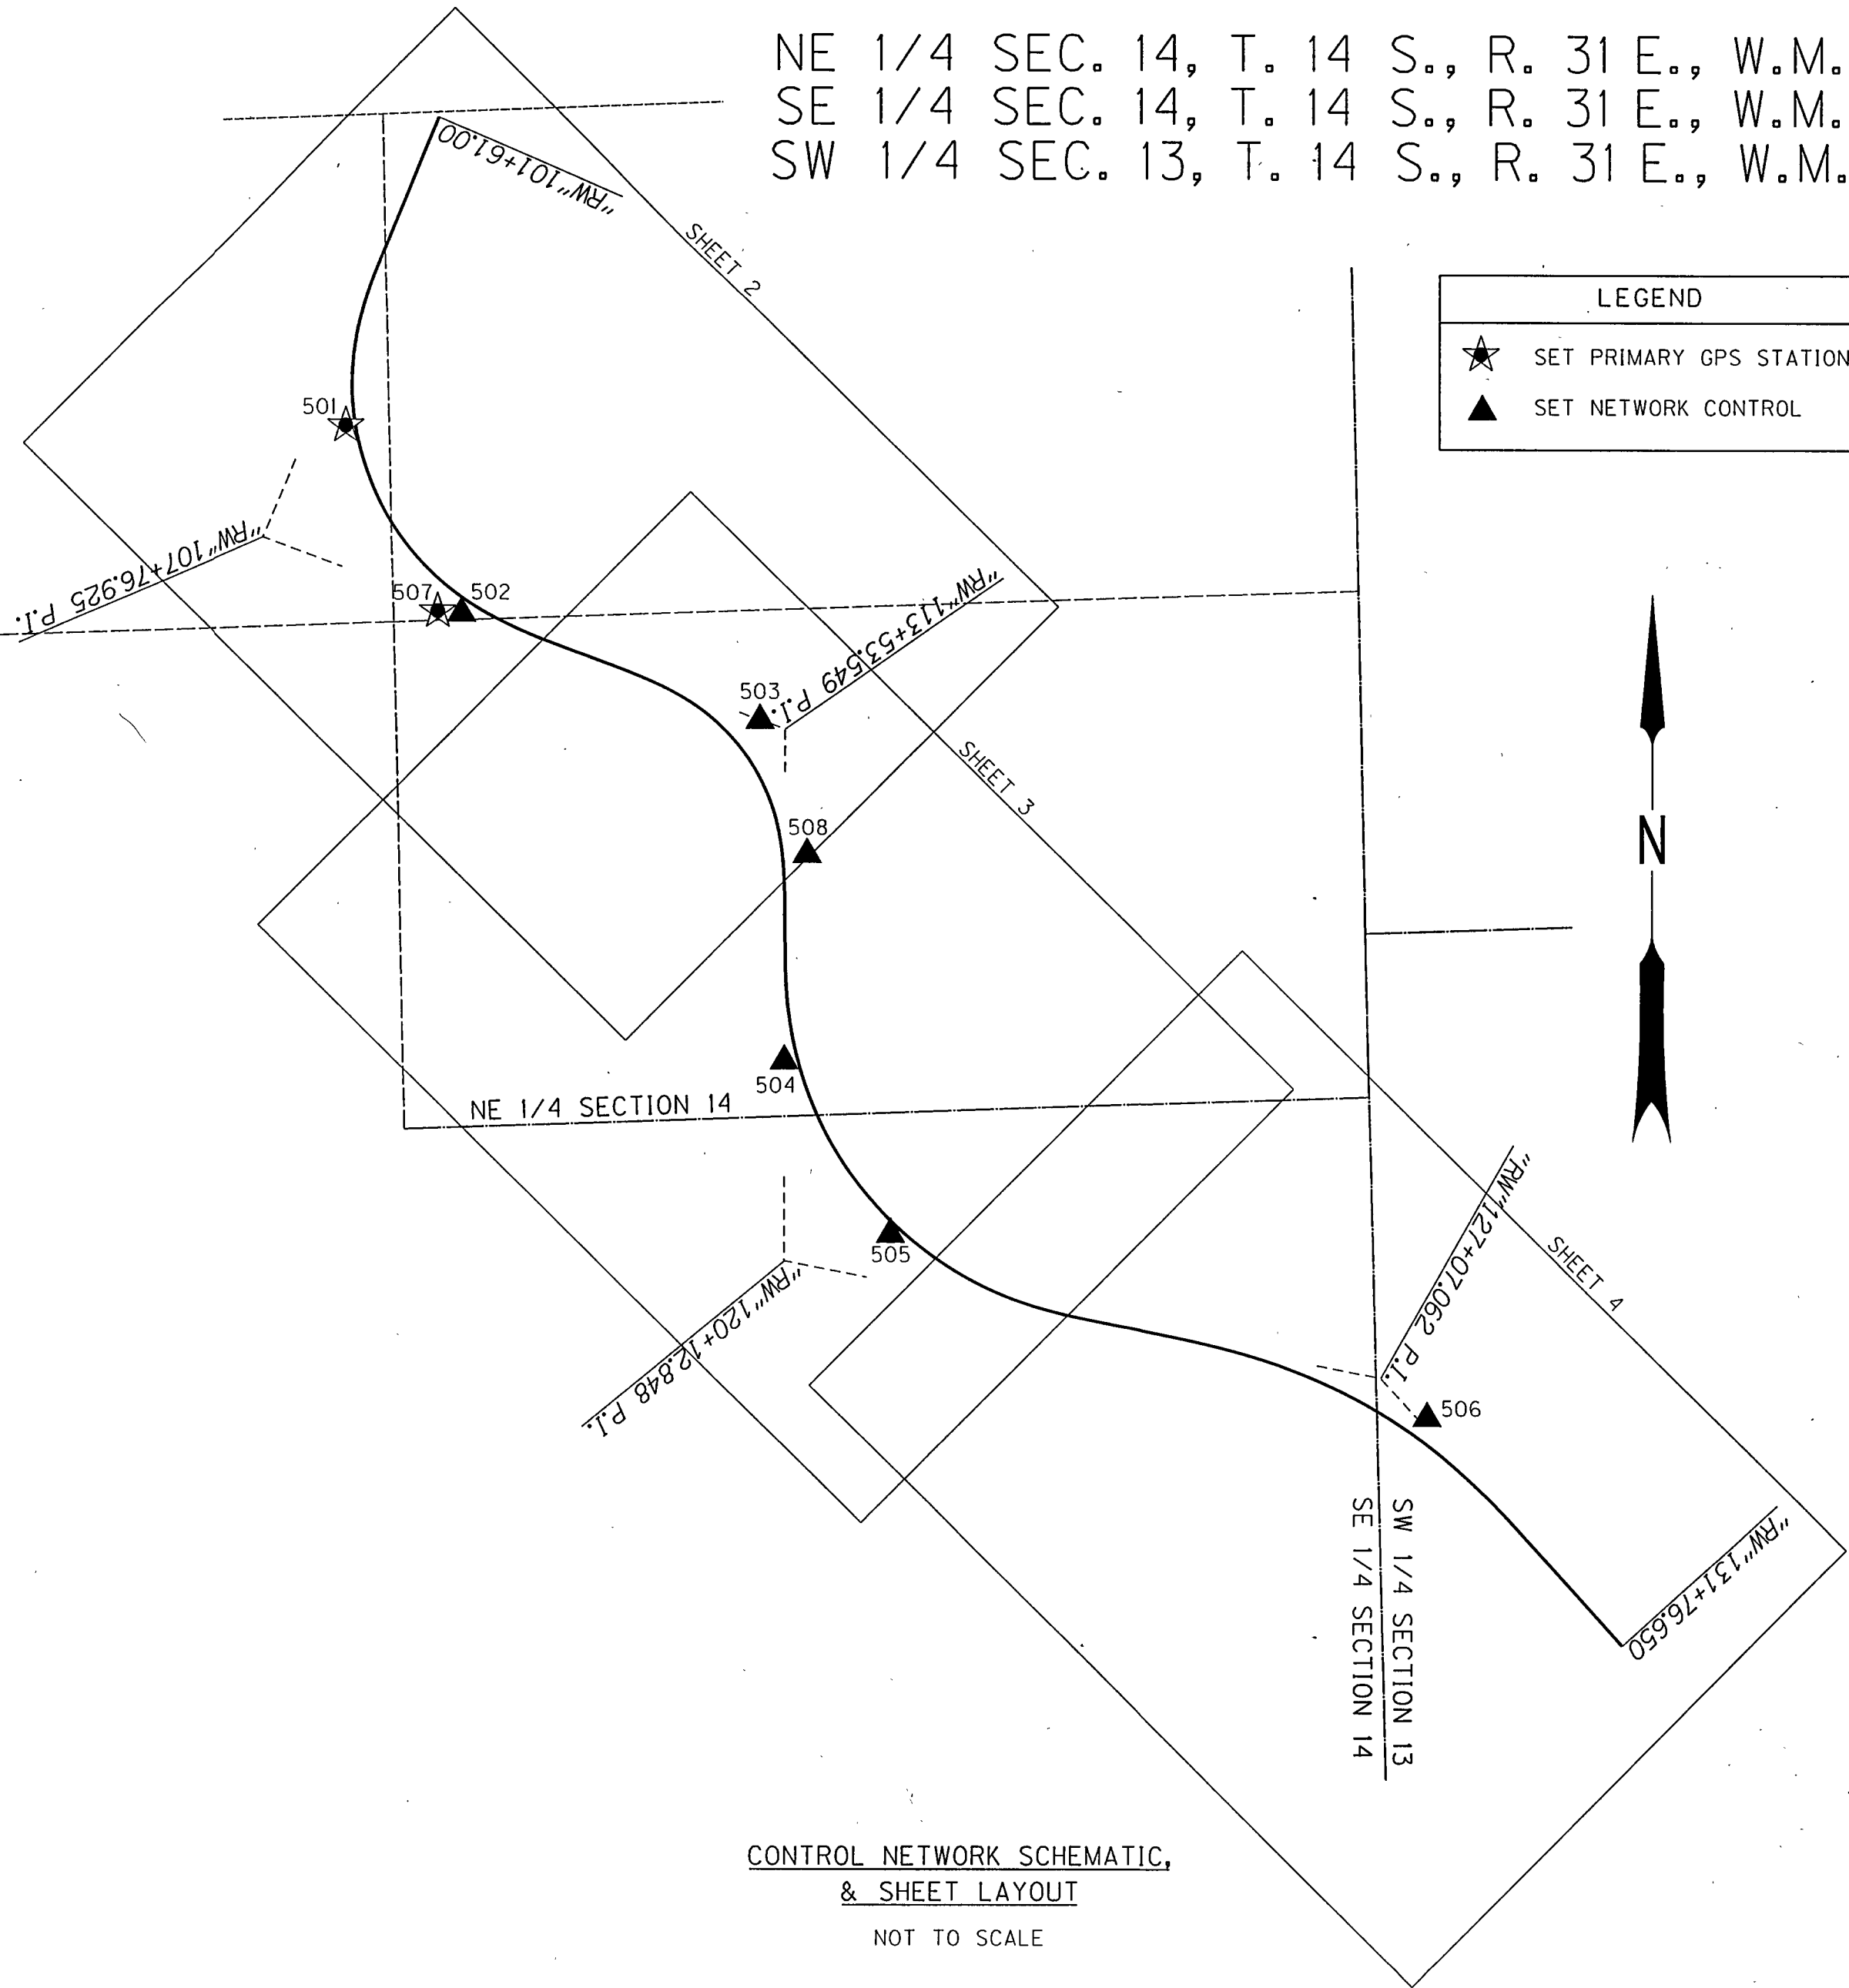 NE 1/4 SEC. 14, T. 14 S., R. 31 E., W.M.
SE 1/4 SEC. 14, T. 14 S., R. 31 E., W.M.
SW 1/4 SEC. 13, T. 14 S., R. 31 E., W.M.
"RW"101+61.00
SHEET 2
LEGEND
SET PRIMARY GPS STATION
SET NETWORK CONTROL
501
"RW"107+76.925 P.I.
507
502
"RW"113+53.549 P.I.
503
SHEET 3
508
N
504
NE 1/4 SECTION 14
505
"RW"120+12.848 P.I.
"RW"127+07.062 P.I.
SHEET 4
506
SW 1/4 SECTION 13
SE 1/4 SECTION 14
"RW"131+76.650
CONTROL NETWORK SCHEMATIC,
& SHEET LAYOUT
NOT TO SCALE